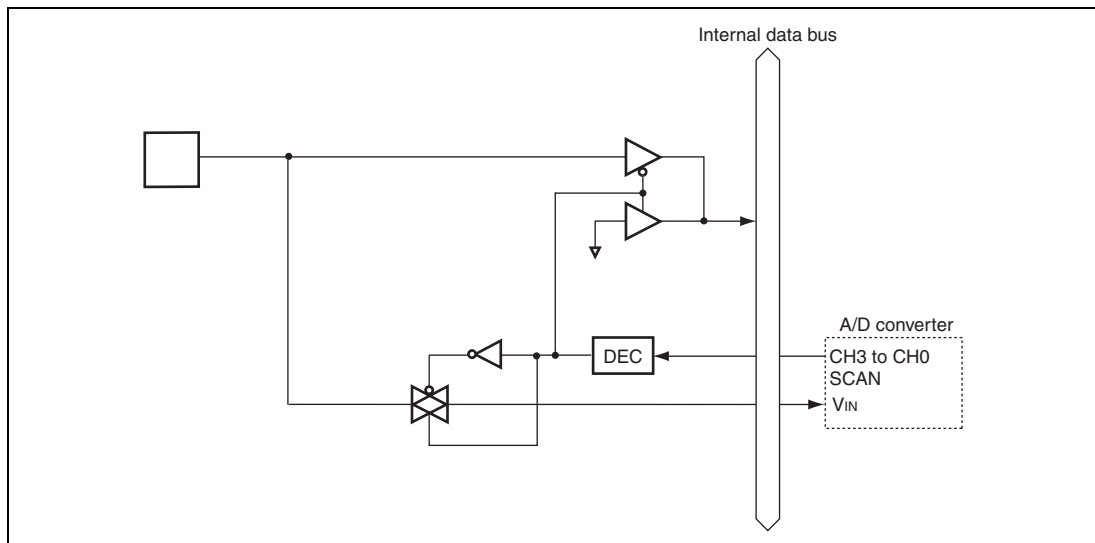 Internal data bus
A/D converter
DEC
CH3 to CH0
SCAN
VIN